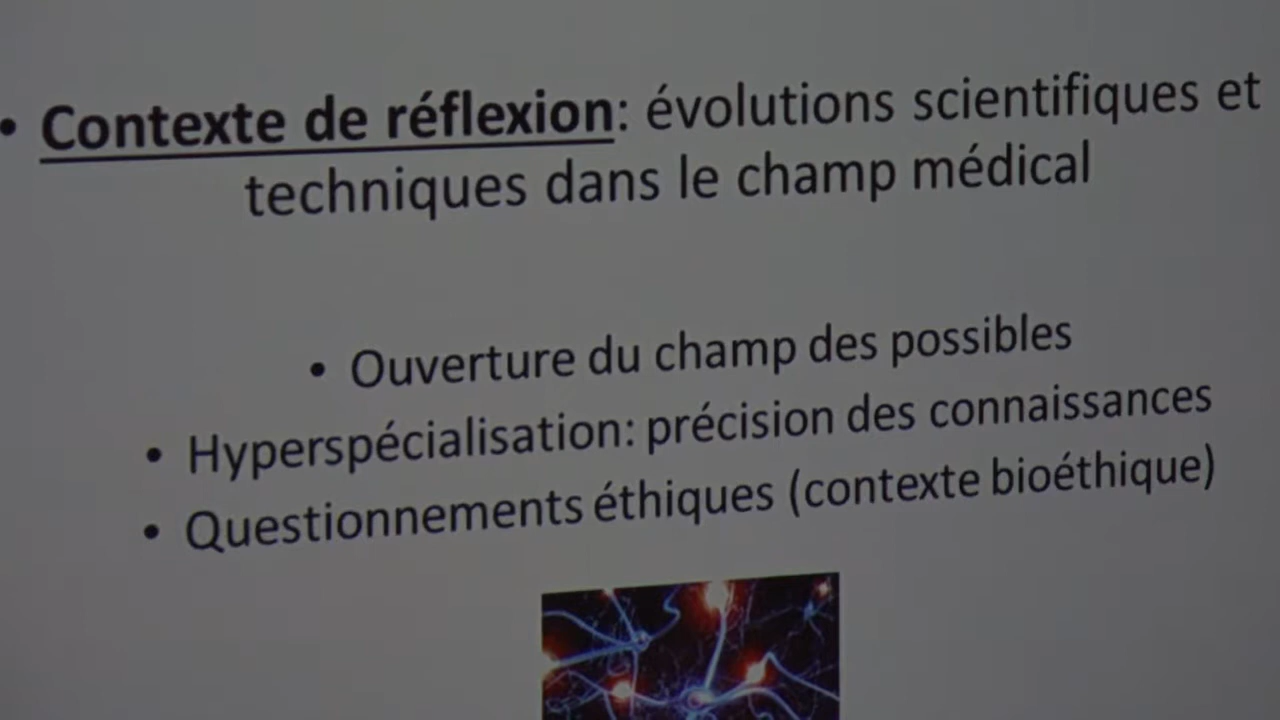 • Contexte de réflexion: évolutions scientifiques et
techniques dans le champ médical
• Ouverture du champ des possibles
• Hyperspécialisation: précision des connaissances
• Questionnements éthiques (contexte bioéthique)